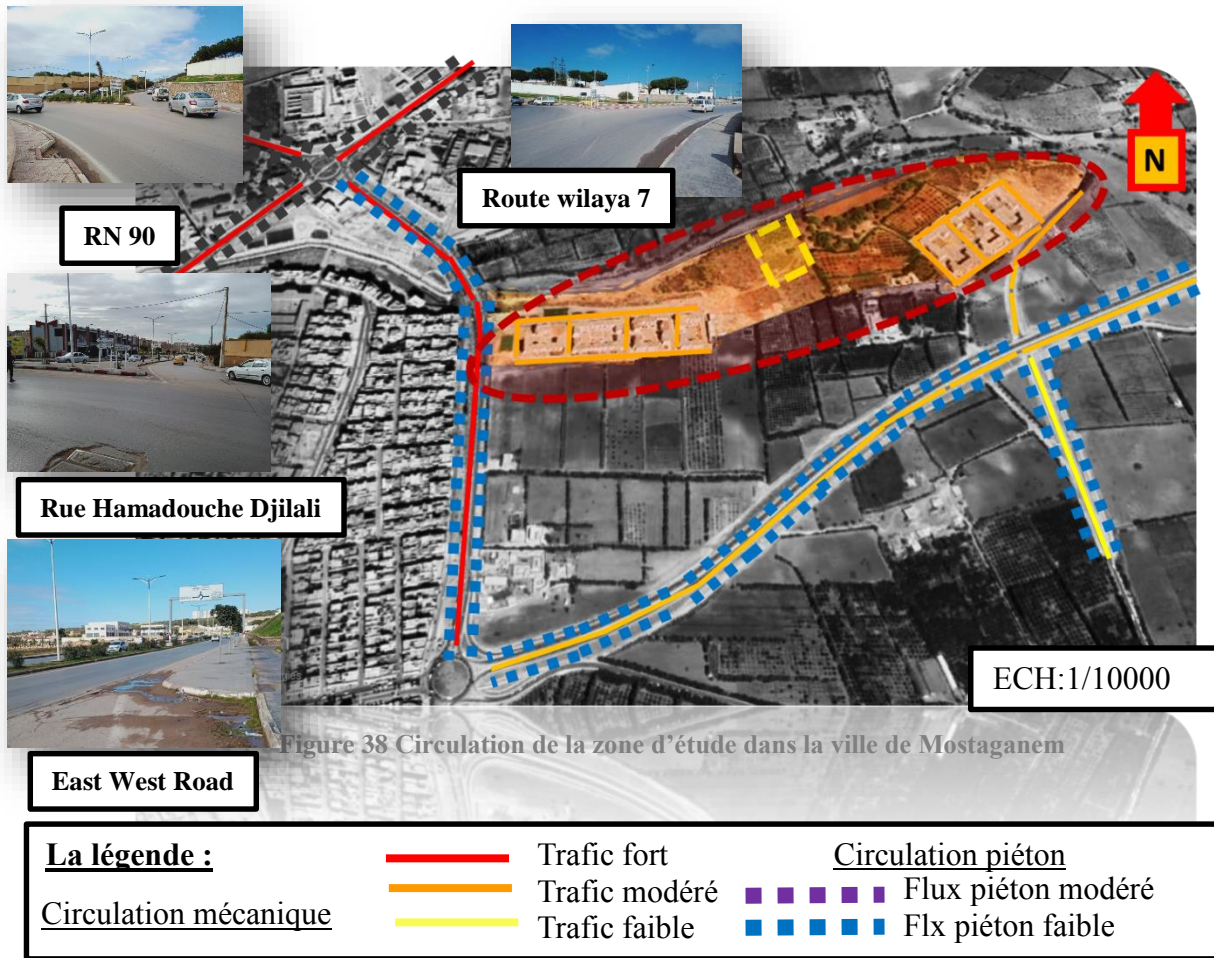 RN 90
Route wilaya 7
N
Rue Hamadouche Djilali
East West Road
ECH:1/10000
Figure 38 Circulation de la zone d'étude dans la ville de Mostaganem
La légende :
Circulation mécanique
Trafic fort
Trafic modéré
Trafic faible
Circulation piéton
Flux piéton modéré
Flx piéton faible